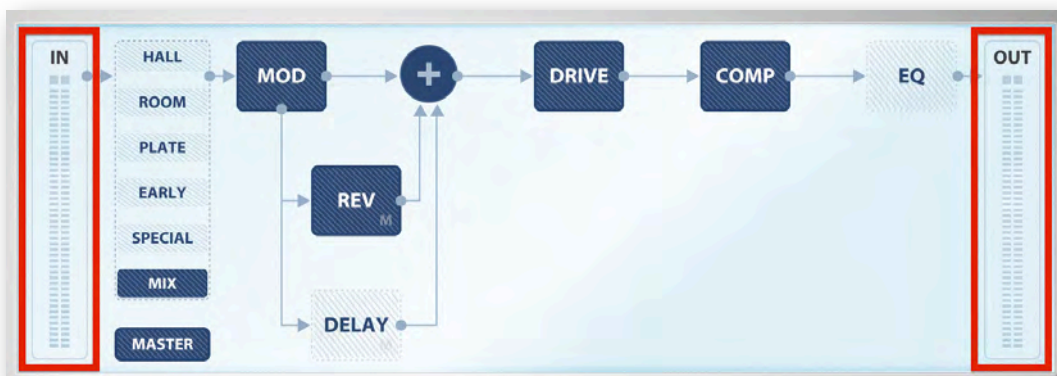 IN
HALL
ROOM
PLATE
EARLY
SPECIAL
MIX
MASTER
MOD
+
REV
M
DELAY
M
DRIVE
COMP
EQ
OUT